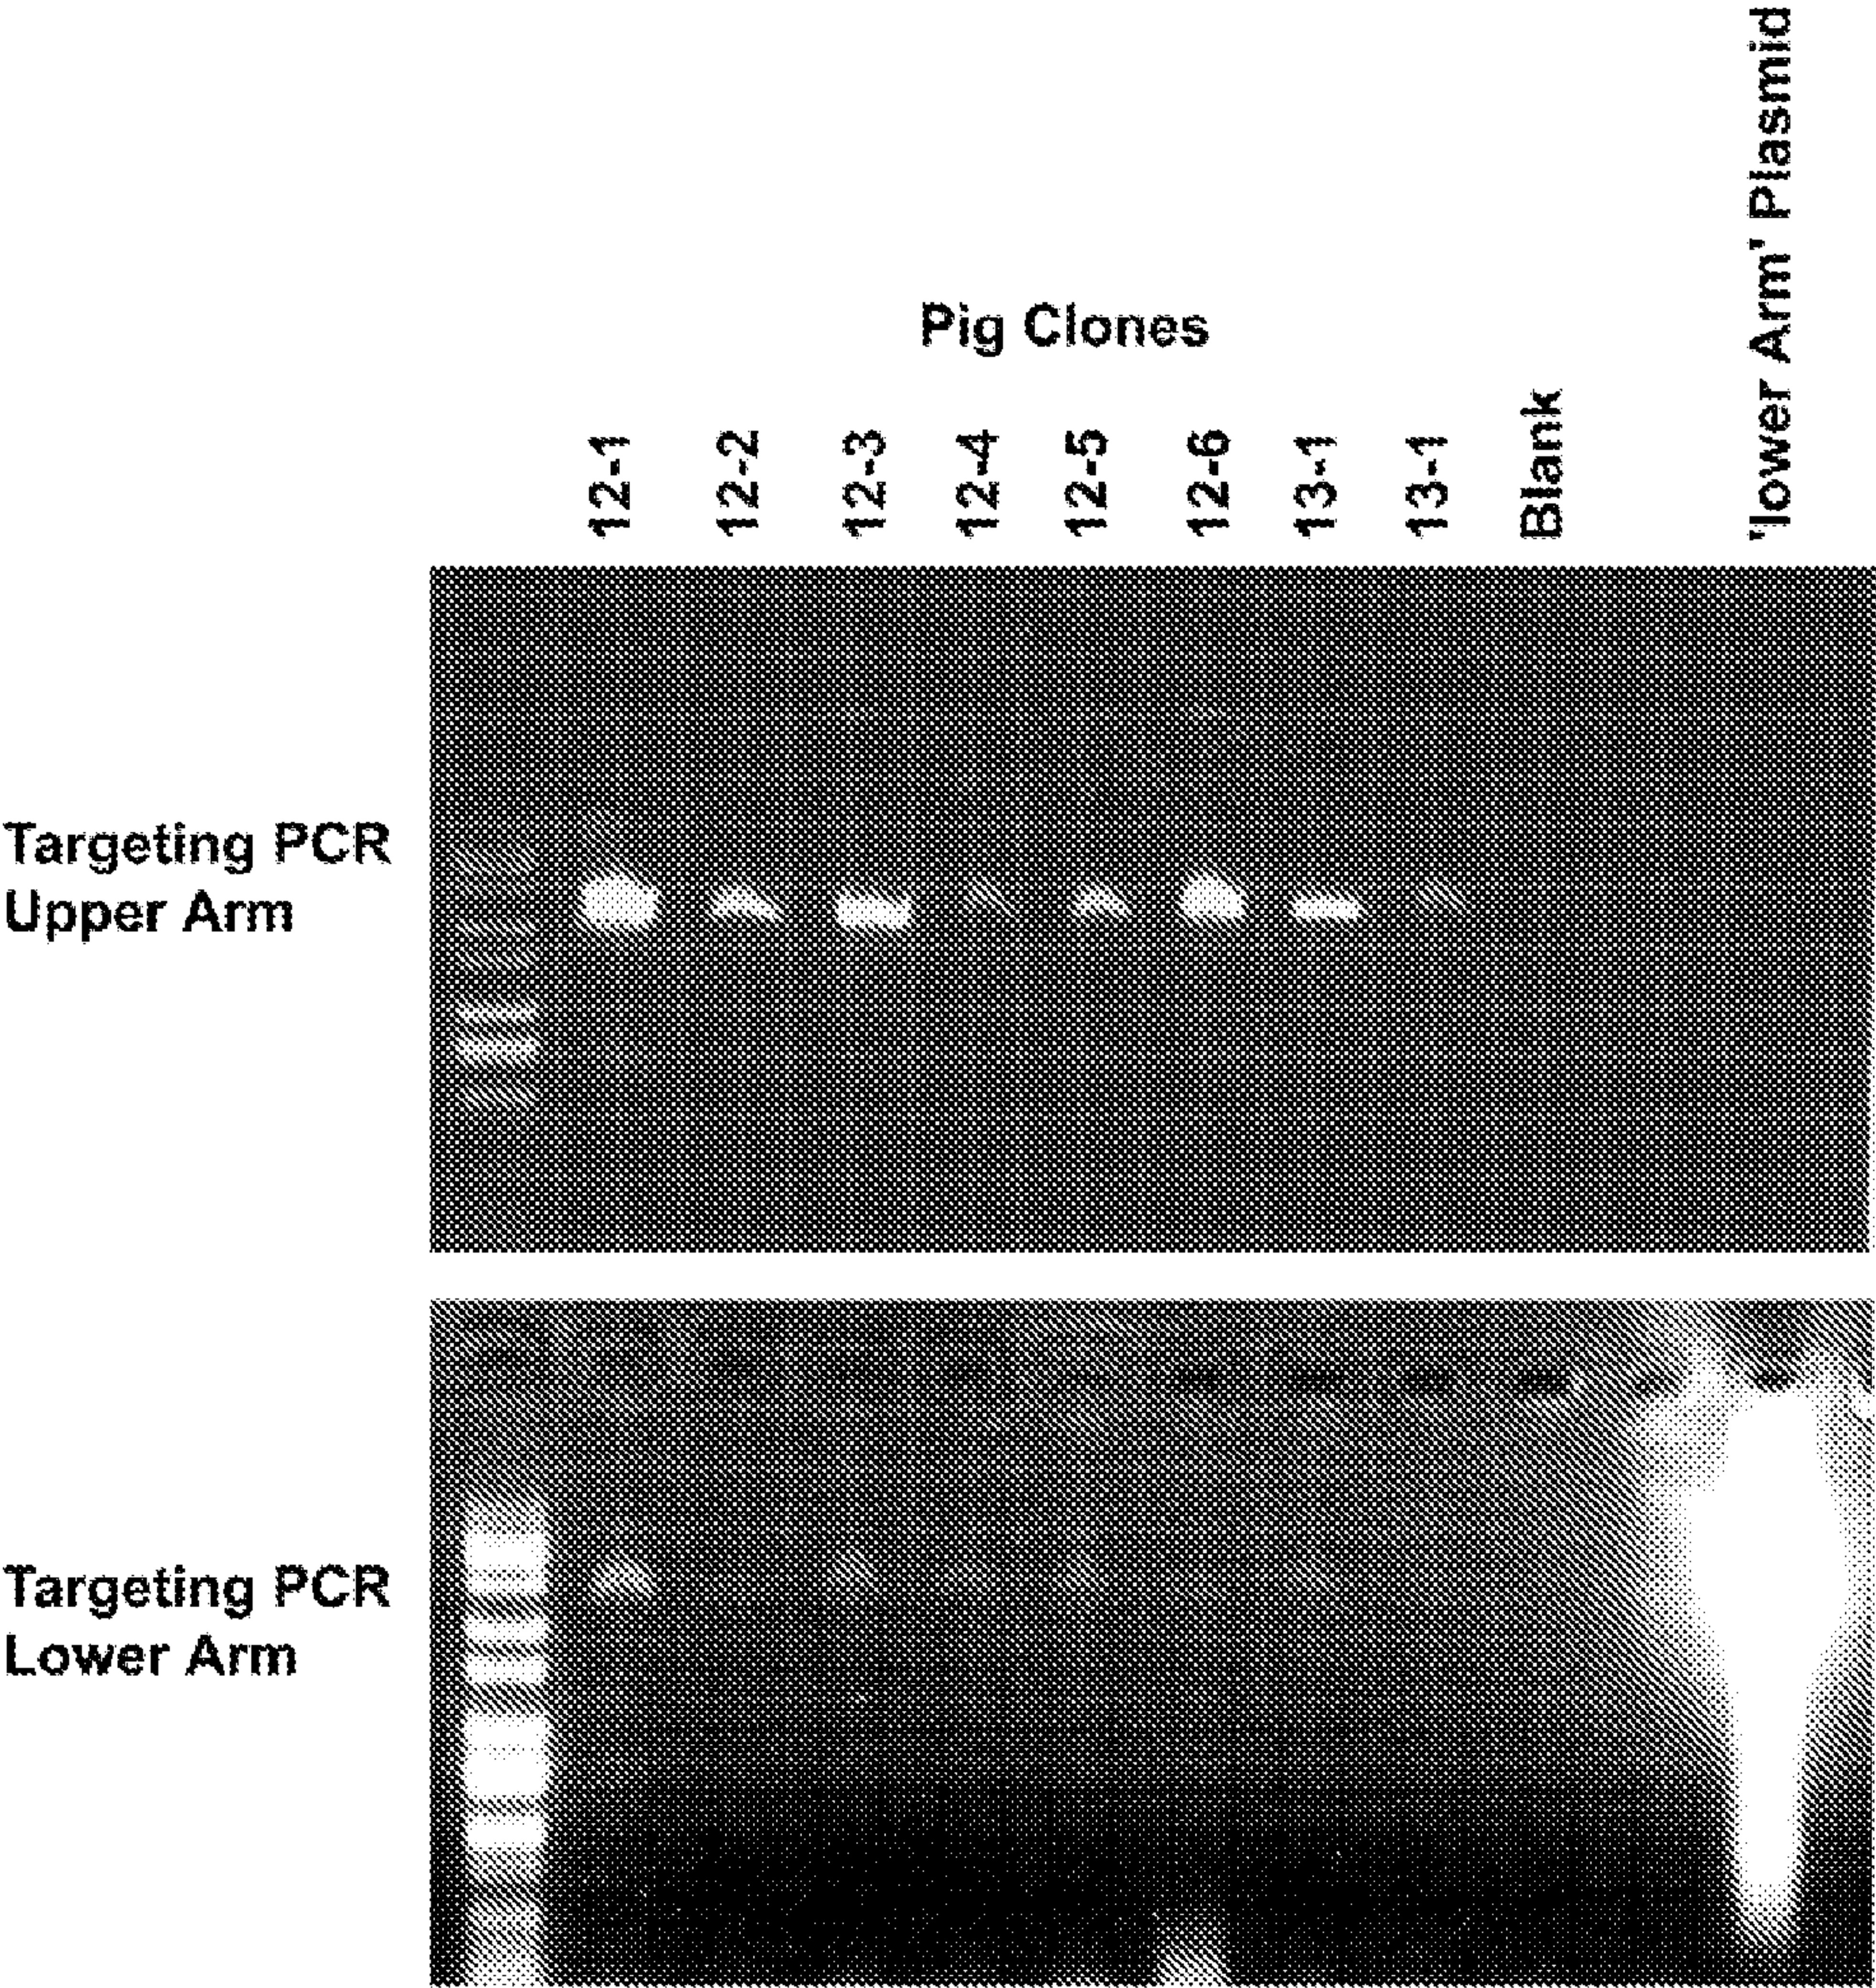 'lower Arm' Plasmid
Pig Clones
12-1
12-2
12-3
12-4
12-5
12-6
13-1
13-1
Blank
Targeting PCR
Upper Arm
Targeting PCR
Lower Arm